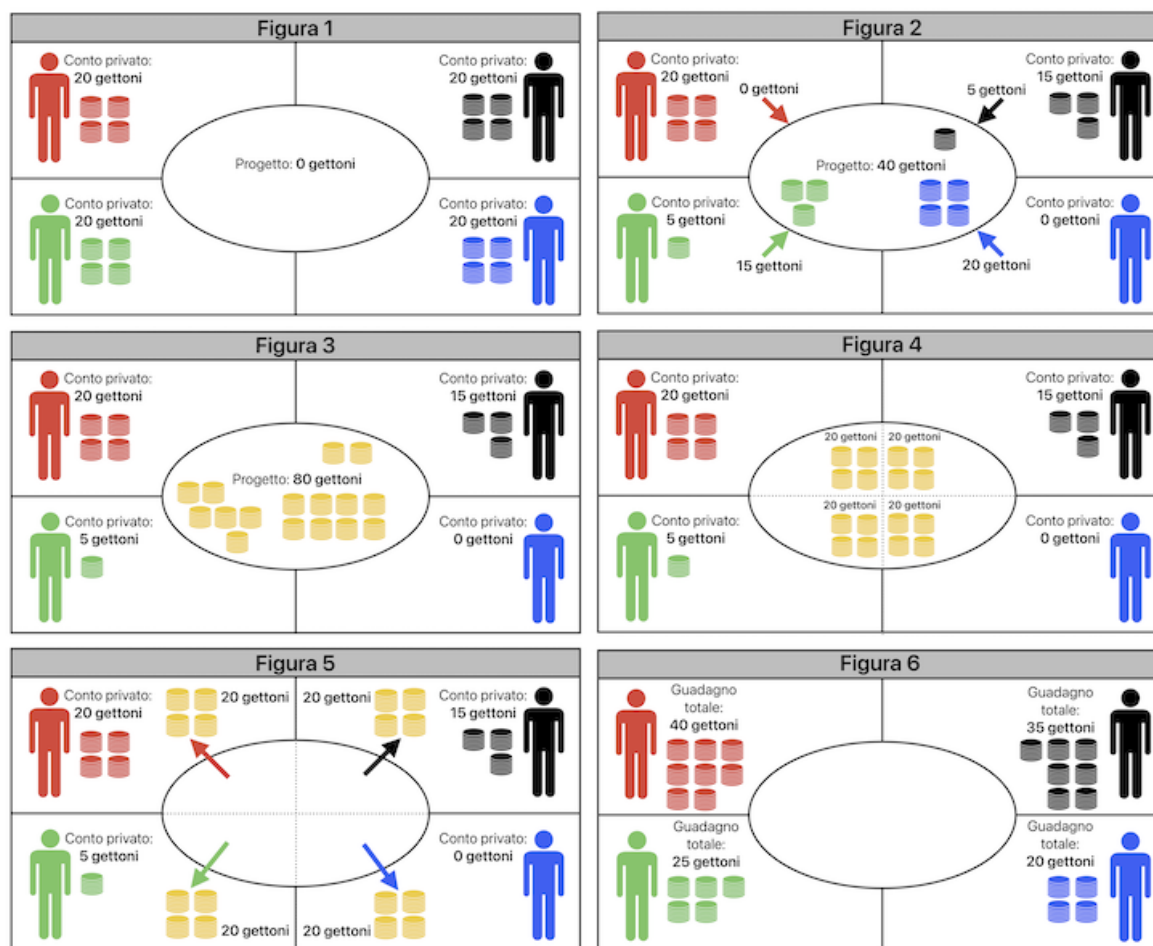 Figura 1
Conto privato:
20 gettoni
Conto privato:
20 gettoni
Progetto: 0 gettoni
Conto privato:
20 gettoni
Conto privato:
20 gettoni
Figura 2
Conto privato:
20 gettoni
0 gettoni
5 gettoni
Conto privato:
15 gettoni
Progetto: 40 gettoni
Conto privato:
5 gettoni
15 gettoni
20 gettoni
Conto privato:
0 gettoni
Figura 3
Conto privato:
20 gettoni
Conto privato:
15 gettoni
Progetto: 80 gettoni
Conto privato:
5 gettoni
Conto privato:
0 gettoni
Figura 4
Conto privato:
20 gettoni
Conto privato:
15 gettoni
20 gettoni
20 gettoni
20 gettoni
20 gettoni
Conto privato:
5 gettoni
Conto privato:
0 gettoni
Figura 5
Conto privato:
20 gettoni
20 gettoni
20 gettoni
Conto privato:
15 gettoni
Conto privato:
5 gettoni
20 gettoni
20 gettoni
Conto privato:
0 gettoni
Figura 6
Guadagno
totale:
40 gettoni
Guadagno
totale:
35 gettoni
Guadagno
totale:
25 gettoni
Guadagno
totale:
20 gettoni